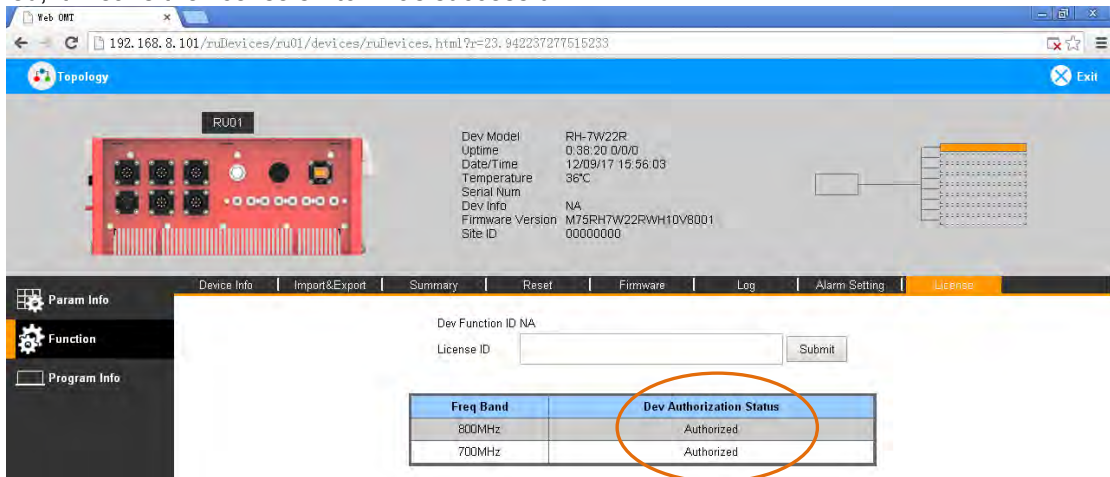 Web OMT
192.168.8.101/ruDevices/ru01/devices/ruDevices.html?r=23.942237277515233
Topology
Exit
RU01
Dev Model RH-7W22R
Uptime 0:38:20 0/0/0
Date/Time 12/09/17 15:56:03
Temperature 36℃
Serial Num
Dev Info NA
Firmware Version M75RH7W22RWH10V8001
Site ID 00000000
Device Info Import&Export Summary Reset Firmware Log Alarm Setting License
Param Info
Function
Program Info
Dev Function ID NA
License ID Submit
Freq Band Dev Authorization Status
800MHz Authorized
700MHz Authorized